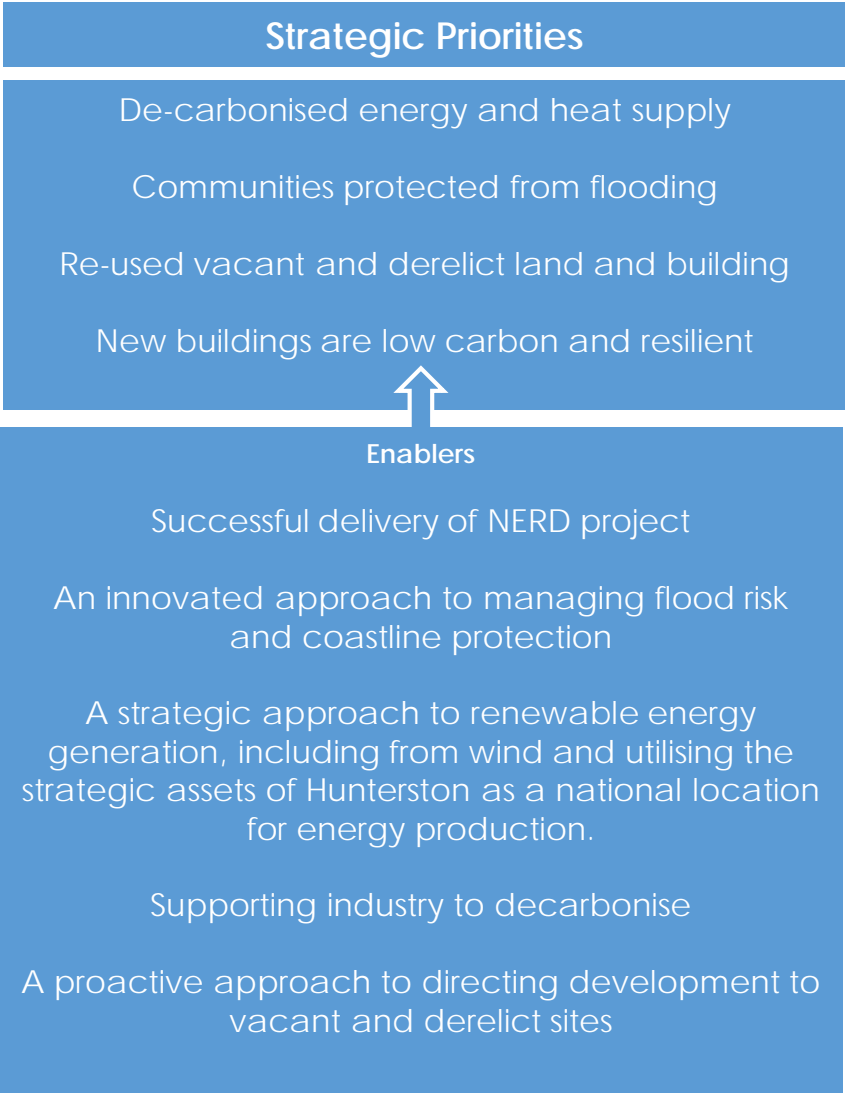 Strategic Priorities
De-carbonised energy and heat supply
Communities protected from flooding
Re-used vacant and derelict land and building
New buildings are low carbon and resilient
Enablers
Successful delivery of NERD project
An innovated approach to managing flood risk
and coastline protection
A strategic approach to renewable energy
generation, including from wind and utilising the
strategic assets of Hunterston as a national location
for energy production.
Supporting industry to decarbonise
A proactive approach to directing development to
vacant and derelict sites